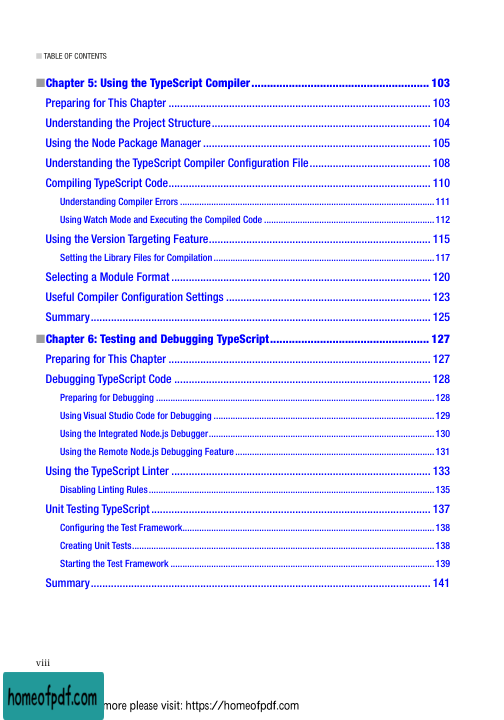 ■ TABLE OF CONTENTS
■Chapter 5: Using the TypeScript Compiler......................................................... 103
Preparing for This Chapter ........................................................................................... 103
Understanding the Project Structure............................................................................ 104
Using the Node Package Manager ............................................................................... 105
Understanding the TypeScript Compiler Configuration File.......................................... 108
Compiling TypeScript Code........................................................................................... 110
Understanding Compiler Errors ........................................................................................................ 111
Using Watch Mode and Executing the Compiled Code ..................................................................... 112
Using the Version Targeting Feature............................................................................. 115
Setting the Library Files for Compilation.......................................................................................... 117
Selecting a Module Format .......................................................................................... 120
Useful Compiler Configuration Settings ....................................................................... 123
Summary...................................................................................................................... 125
■Chapter 6: Testing and Debugging TypeScript................................................... 127
Preparing for This Chapter ........................................................................................... 127
Debugging TypeScript Code ......................................................................................... 128
Preparing for Debugging .................................................................................................................. 128
Using Visual Studio Code for Debugging .......................................................................................... 129
Using the Integrated Node.js Debugger............................................................................................ 130
Using the Remote Node.js Debugging Feature ................................................................................. 131
Using the TypeScript Linter .......................................................................................... 133
Disabling Linting Rules..................................................................................................................... 135
Unit Testing TypeScript ................................................................................................. 137
Configuring the Test Framework....................................................................................................... 138
Creating Unit Tests............................................................................................................................ 138
Starting the Test Framework ............................................................................................................ 139
Summary...................................................................................................................... 141
viii
homeofpdf.com
more please visit: https://homeofpdf.com